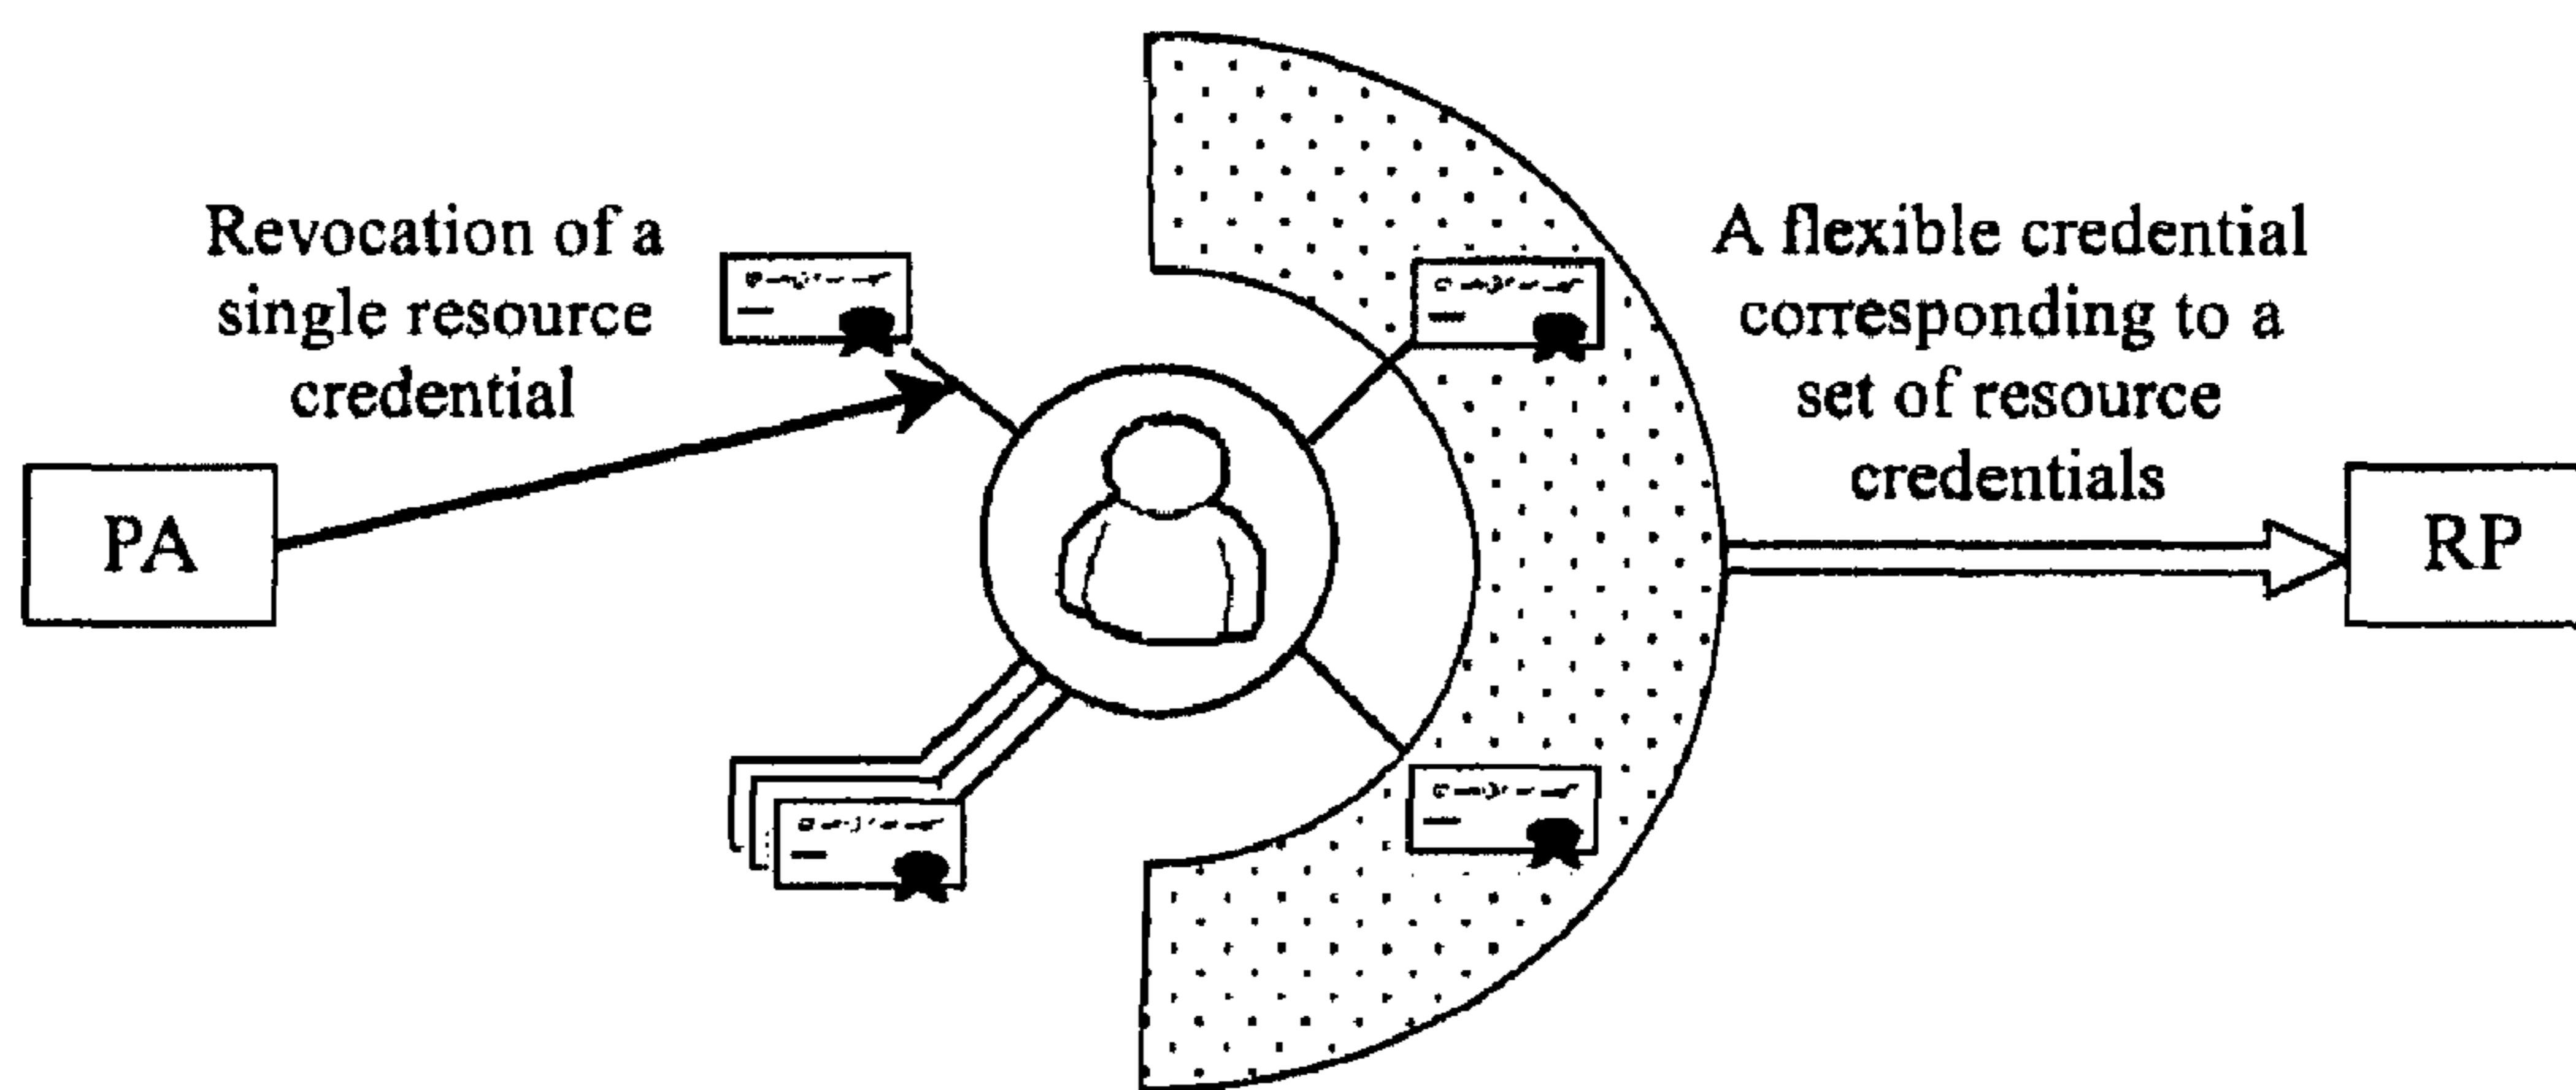 Revocation of a
single resource
credential
PA
A flexible credential
corresponding to a
set of resource
credentials
RP